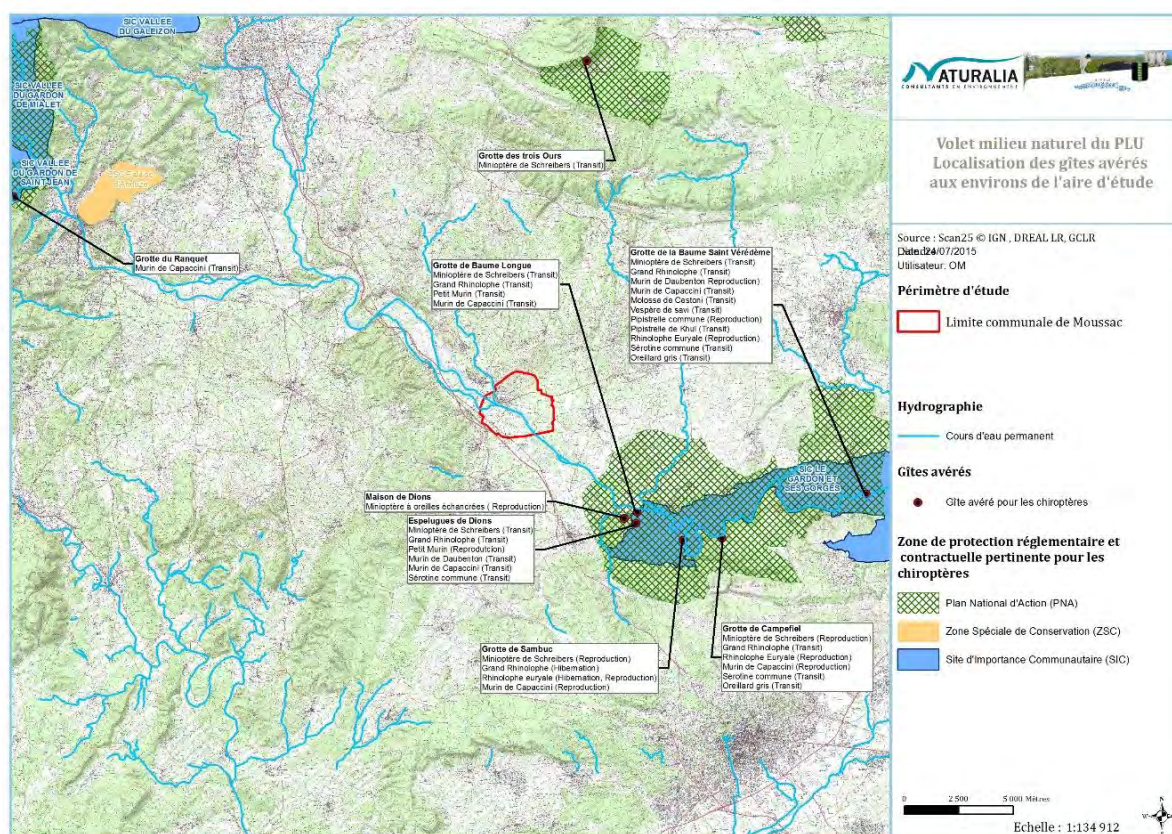 SIC VALLEE
DU GALEIZON
SIC VALLEE
DU GARDON
DE MIALET
SIC VALLEE
DU GARDON DE
SAINT JEAN
Grotte du Ranquet
Murin de Capaccini (Transit)
Grotte des trois Ours
Minioptère de Schreibers (Transit)
Grotte de Baume Longue
Minioptère de Schreibers (Transit)
Grand Rhinolophe (Transit)
Petit Murin (Transit)
Murin de Capaccini (Transit)
Grotte de la Baume Saint Vérédème
Minioptère de Schreibers (Transit)
Grand Rhinolophe (Transit)
Murin de Daubenton Reproduction)
Murin de Capaccini (Transit)
Molosse de Cestoni (Transit)
Vespère de savi (Transit)
Pipistrelle commune (Reproduction)
Pipistrelle de Khul (Transit)
Rhinolophe Euryale (Reproduction)
Sérotine commune (Transit)
Oreillard gris (Transit)
SIC LE
GARDON ET
SES GORGES
Maison de Dions
Minioptère à oreilles échancrées ( Reproduction)
Espelugues de Dions
Minioptère de Schreibers (Transit)
Grand Rhinolophe (Transit)
Petit Murin (Reprodutcion)
Murin de Daubenton (Transit)
Murin de Capaccini (Transit)
Sérotine commune (Transit)
Grotte de Sambuc
Minioptère de Schreibers (Reproduction)
Grand Rhinolophe (Hibernation)
Rhinolophe euryale (Hibernation, Reproduction)
Murin de Capaccini (Reproduction)
Grotte de Campefiel
Minioptère de Schreibers (Reproduction)
Grand Rhinolophe (Transit)
Rhinolophe Euryale (Reproduction)
Murin de Capaccini (Reproduction)
Sérotine commune (Transit)
Oreillard gris (Transit)
NATURALIA
CONSULTANTS EN ENVIRONNEMENT
Volet milieu naturel du PLU
Localisation des gîtes avérés
aux environs de l'aire d'étude
Source : Scan25 © IGN , DREAL LR, GCLR
24/07/2015
Utilisateur: OM
Périmètre d'étude
Limite communale de Moussac
Hydrographie
Cours d'eau permanent
Gîtes avérés
Gîte avéré pour les chiroptères
Zone de protection réglementaire et
contractuelle pertinente pour les
chiroptères
Plan National d'Action (PNA)
Zone Spéciale de Conservation (ZSC)
Site d'Importance Communautaire (SIC)
0 2 500 5 000 Mètres
Echelle : 1:134 912